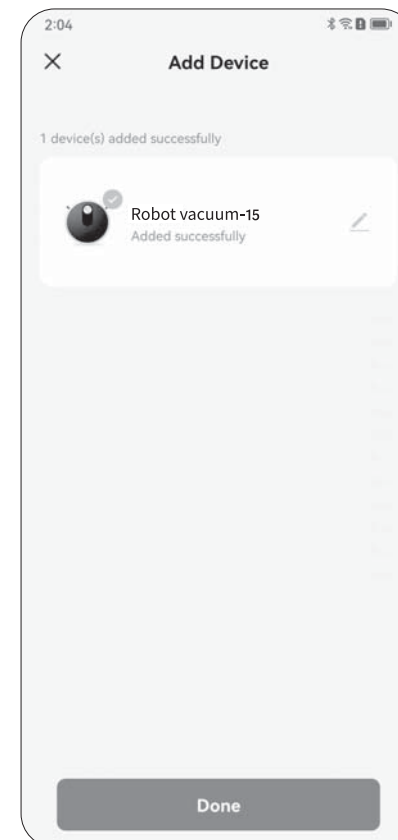 2:04
Add Device
1 device(s) added successfully
Robot vacuum-15
Added successfully
Done